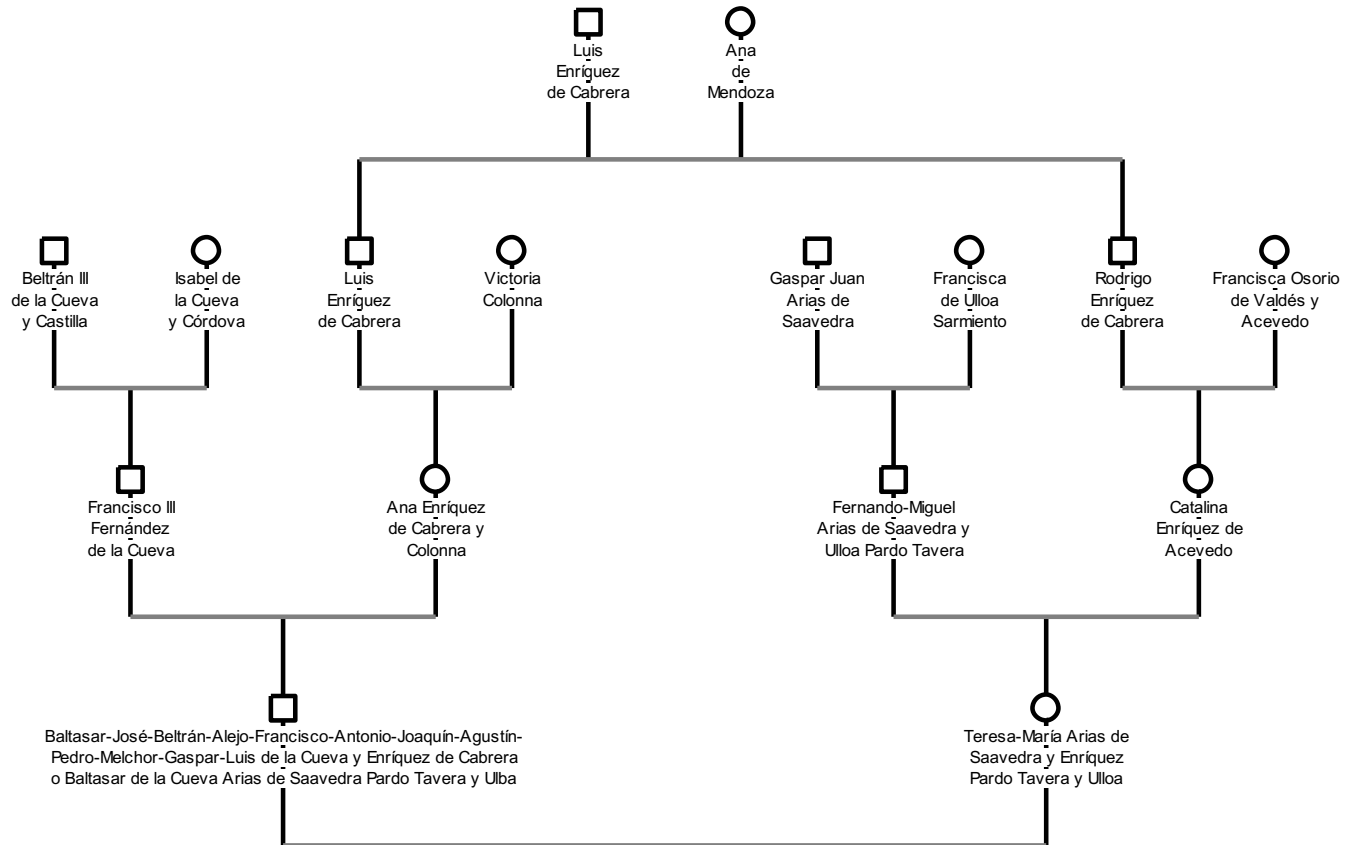 Luis
Enríquez
de Cabrera
Ana
de
Mendoza
Beltrán III
de la Cueva
y Castilla
Isabel de
la Cueva
y Córdova
Luis
Enríquez
de Cabrera
Victoria
Colonna
Gaspar Juan
Arias de
Saavedra
Francisca
de Ulloa
Sarmiento
Rodrigo
Enríquez
de Cabrera
Francisca Osorio
de Valdés y
Acevedo
Francisco III
Fernández
de la Cueva
Ana Enríquez
de Cabrera y
Colonna
Fernando-Miguel
Arias de Saavedra y
Ulloa Pardo Tavera
Catalina
Enríquez de
Acevedo
Baltasar-José-Beltrán-Alejo-Francisco-Antonio-Joaquín-Agustín-
Pedro-Melchor-Gaspar-Luis de la Cueva y Enríquez de Cabrera
o Baltasar de la Cueva Arias de Saavedra Pardo Tavera y Ulba
Teresa-María Arias de
Saavedra y Enríquez
Pardo Tavera y Ulloa